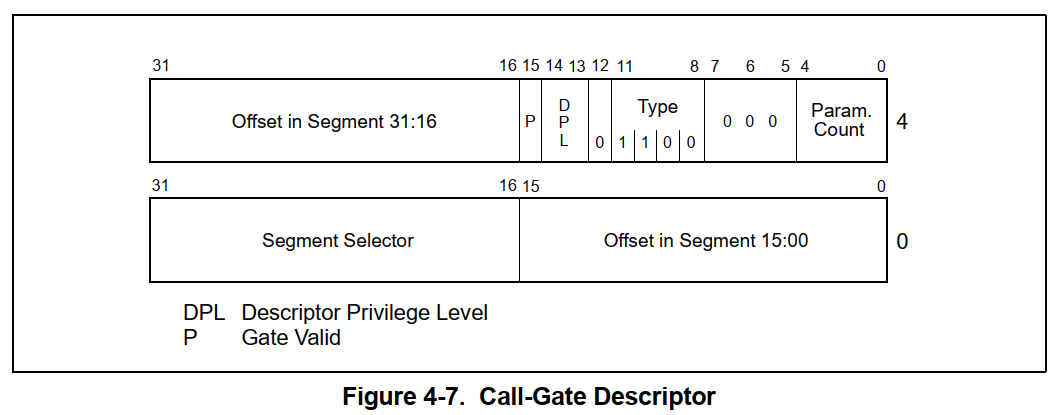 31 16 15 14 13 12 11 8 7 6 5 4 0
Offset in Segment 31:16 P DPL 0 Type 1 1 0 0 0 0 0 Param. Count 4
31 16 15 0
Segment Selector Offset in Segment 15:00 0
DPL Descriptor Privilege Level
P Gate Valid
Figure 4-7. Call-Gate Descriptor